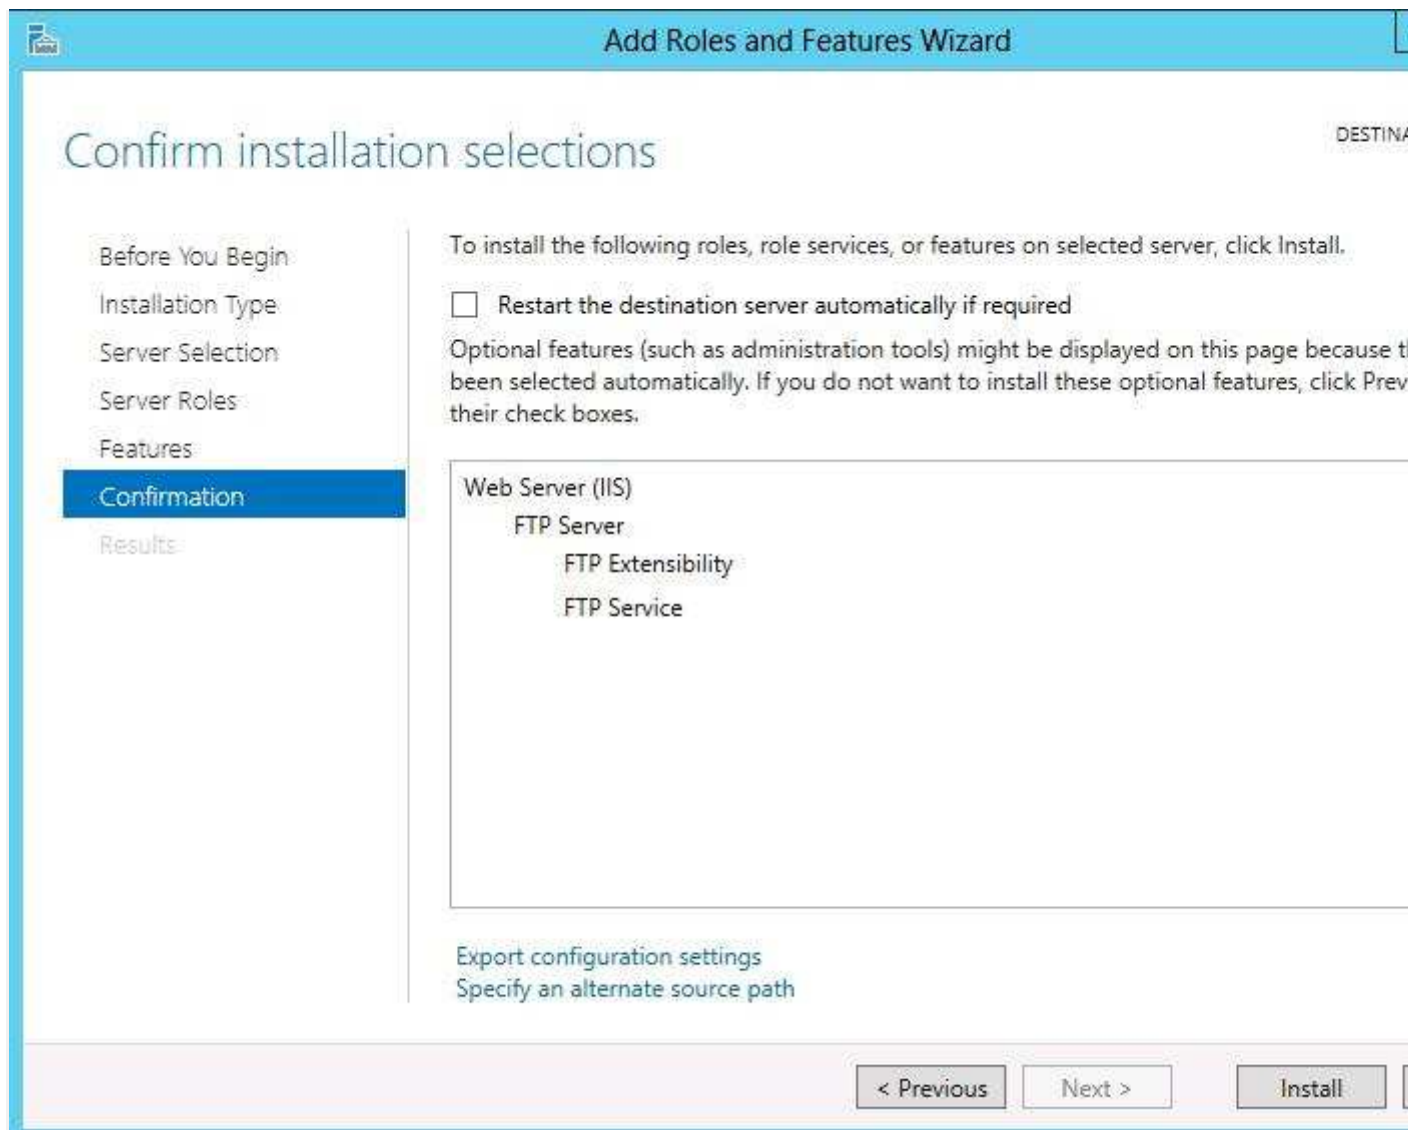 Add Roles and Features Wizard
Confirm installation selections
DESTINA
Before You Begin
Installation Type
Server Selection
Server Roles
Features
Confirmation
Results
To install the following roles, role services, or features on selected server, click Install.
Restart the destination server automatically if required
Optional features (such as administration tools) might be displayed on this page because t
been selected automatically. If you do not want to install these optional features, click Prev
their check boxes.
Web Server (IIS)
FTP Server
FTP Extensibility
FTP Service
Export configuration settings
Specify an alternate source path
< Previous
Next >
Install